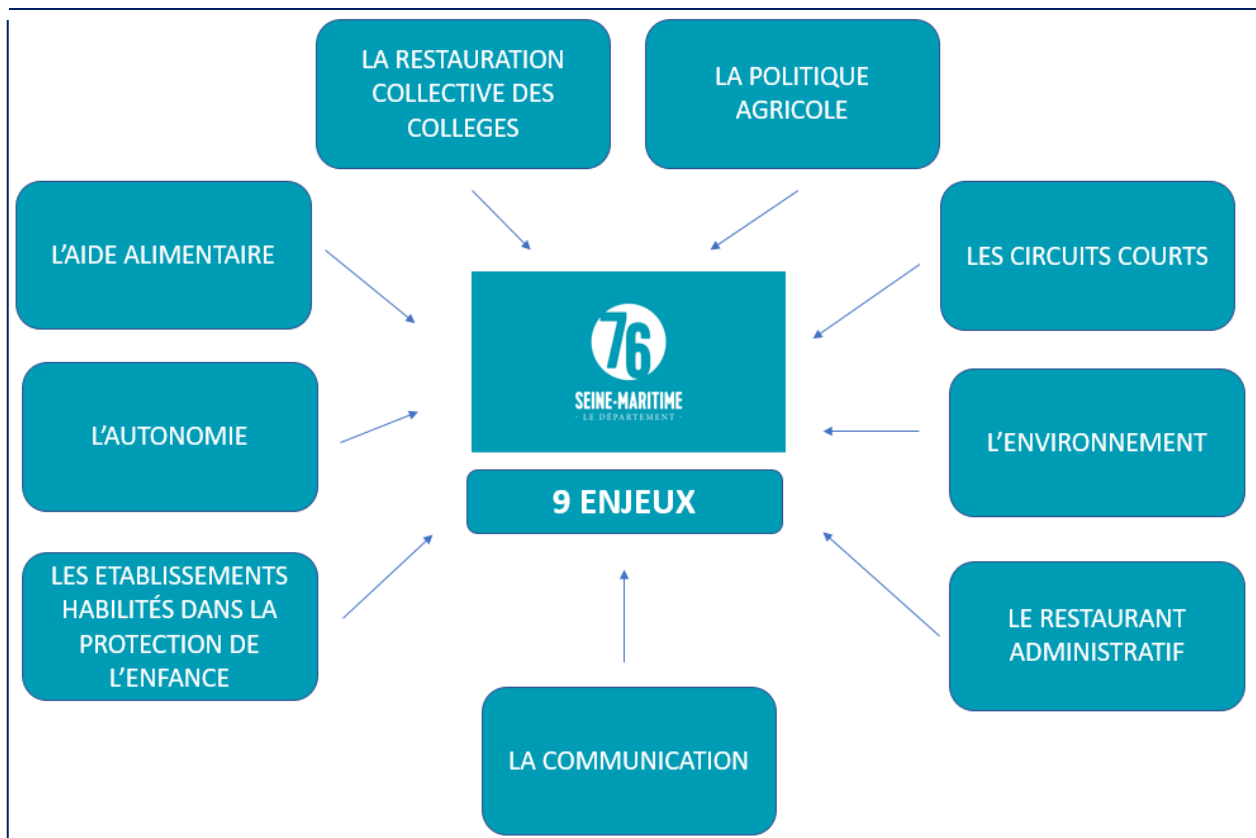 LA RESTAURATION
COLLECTIVE DES
COLLEGES
LA POLITIQUE
AGRICOLE
L'AIDE ALIMENTAIRE
LES CIRCUITS COURTS
76
SEINE-MARITIME
- LE DÉPARTEMENT -
L'AUTONOMIE
L'ENVIRONNEMENT
9 ENJEUX
LES ETABLISSEMENTS
HABILITÉS DANS LA
PROTECTION DE
L'ENFANCE
LE RESTAURANT
ADMINISTRATIF
LA COMMUNICATION